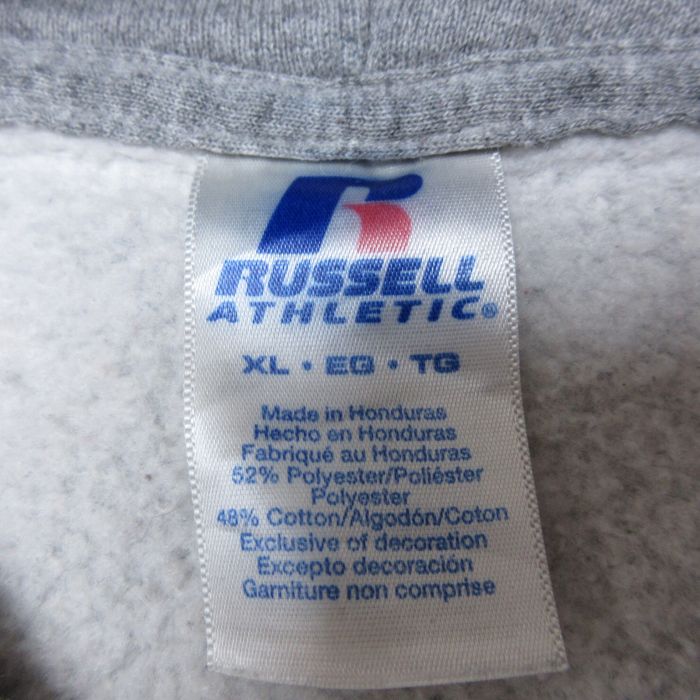 RUSSELL
ATHLETIC®
XL • EG • TG
Made in Honduras
Hecho en Honduras
Fabriqué au Honduras
52% Polyester/Poliéster
Polyester
48% Cotton/Algodón/Coton
Exclusive of decoration
Excepto decoración
Garniture non comprise